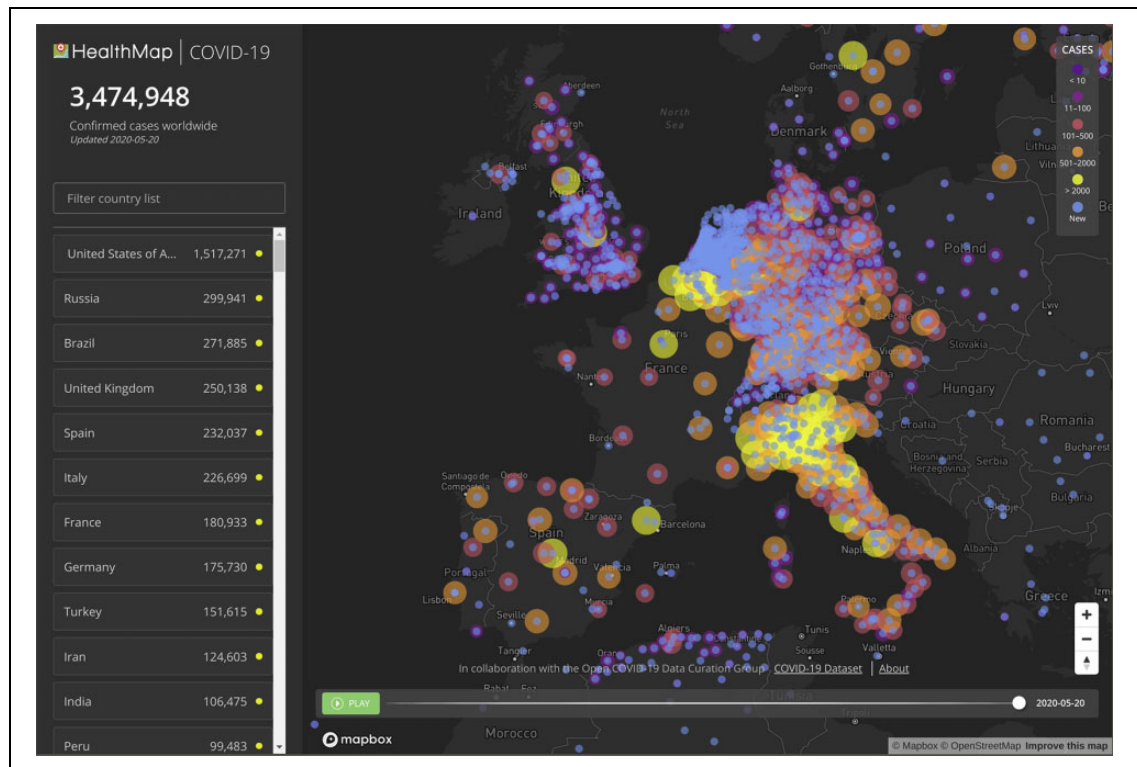 HealthMap | COVID-19
3,474,948
Confirmed cases worldwide
Updated 2020-05-20
Filter country list
United States of A... 1,517,271
Russia 299,941
Brazil 271,885
United Kingdom 250,138
Spain 232,037
Italy 226,699
France 180,933
Germany 175,730
Turkey 151,615
Iran 124,603
India 106,475
Peru 99,483
CASES
< 10
11–100
101–500
501–2000
> 2000
New
Gothenburg
Aberdeen
Aalborg
North
Sea
Denmark
Belfast
Ireland
Poland
Lviv
Paris
Slovakia
France
Hungary
Croatia
Romania
Bucharest
Bosnia and
Herzegovina
Serbia
Santiago de
Compostela
Oviedo
Bulgaria
Skopje
Zaragoza
Barcelona
Spain
Naples
Albania
Madrid
Valencia
Palma
Portugal
Greece
Lisbon
Murcia
Palermo
Seville
Algiers
Tunis
Tangier
Oran
Sousse
Valletta
In collaboration with the Open COVID-19 Data Curation Group COVID-19 Dataset | About
Rabat
Fez
Tunisia
PLAY
2020-05-20
Tripoli
Morocco
mapbox
© Mapbox © OpenStreetMap Improve this map